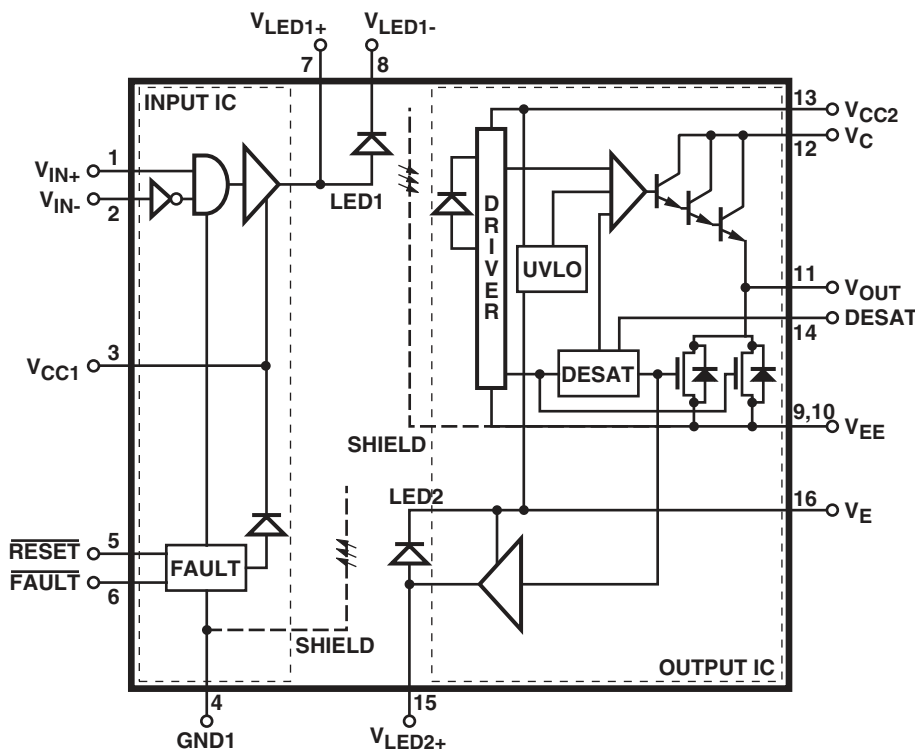 VLED1+ VLED1-
7 8
INPUT IC
13 VCC2
12 VC
1 VIN+
2 VIN-
LED1
DRIVER
UVLO
11 VOUT
DESAT
14
3
VCC1
DESAT
9,10 VEE
SHIELD
LED2
16 VE
RESET 5
FAULT 6
FAULT
SHIELD
OUTPUT IC
4 15
GND1 VLED2+